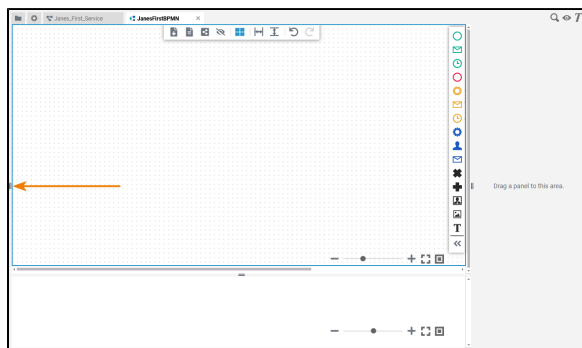 Janes_First_Service
JanesFirstBPMN
T
T
Drag a panel to this area.